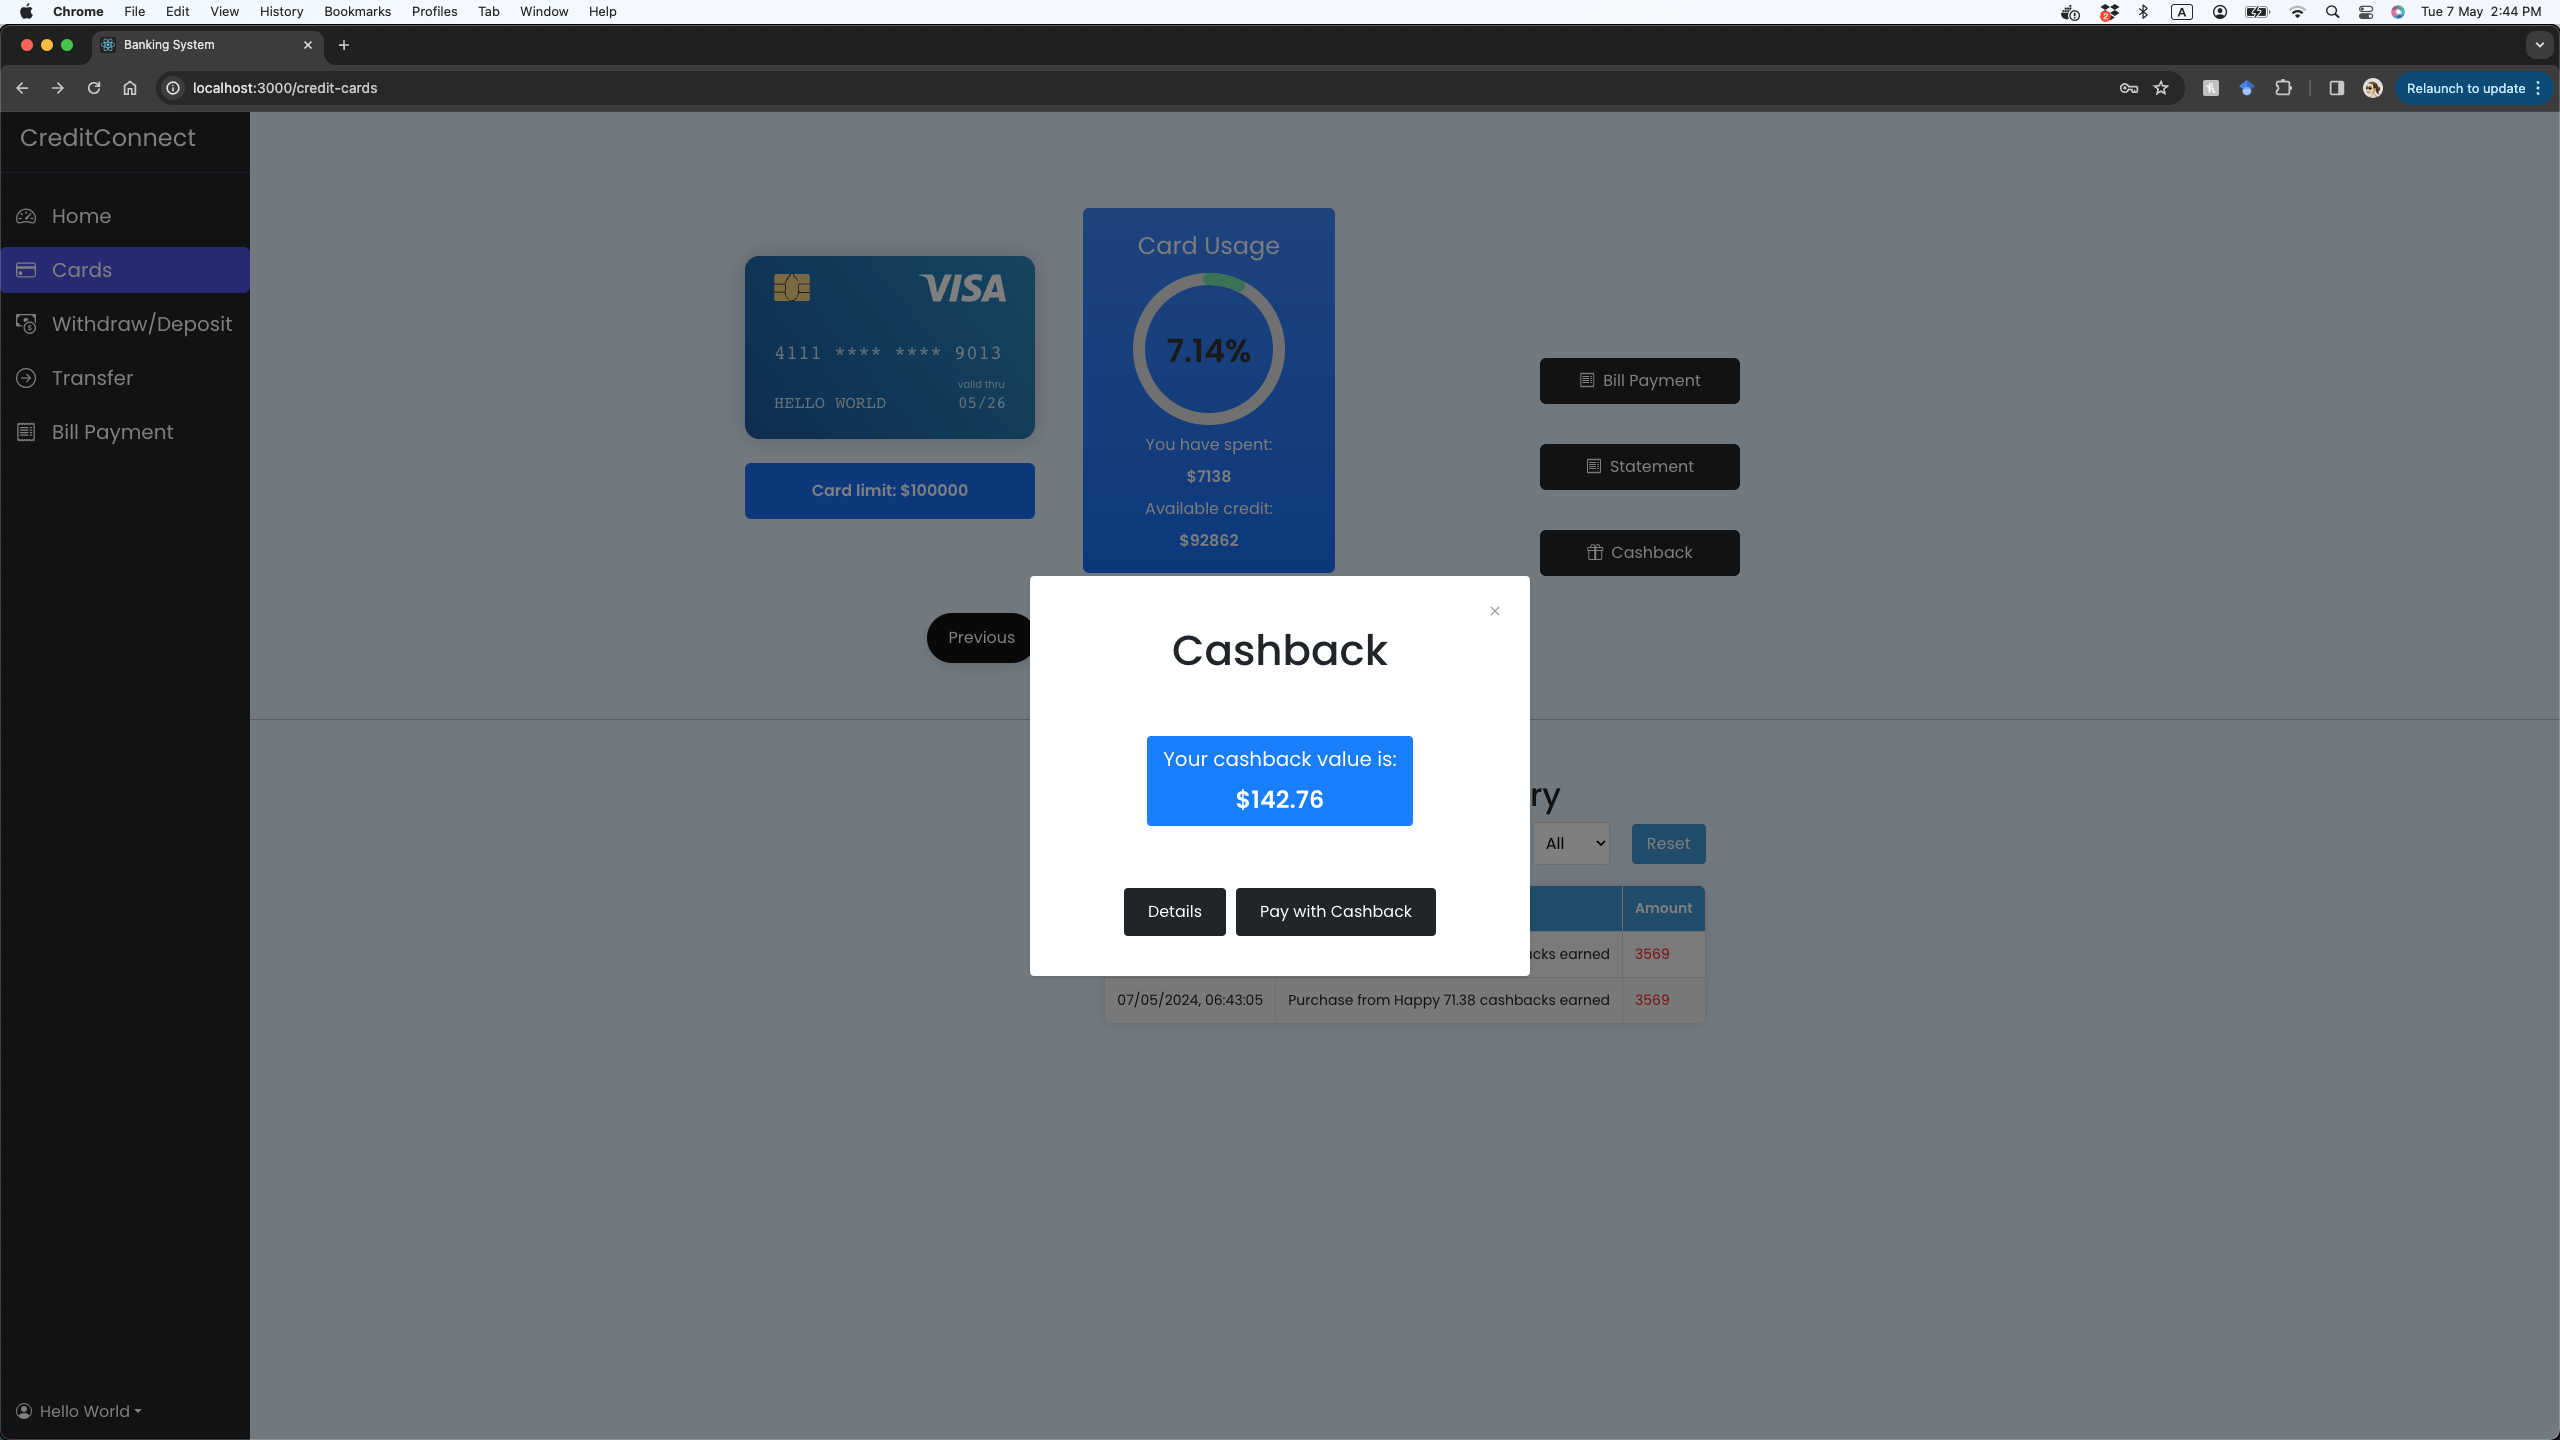 Chrome File Edit View History Bookmarks Profiles Tab Window Help
A
2
Tue 7 May 2:44 PM
Banking System
localhost:3000/credit-cards
Relaunch to update
CreditConnect
Home
Cards
Withdraw/Deposit
Transfer
Bill Payment
Hello World
VISA
4111 **** **** 9013
valid thru
HELLO WORLD 05/26
Card limit: $100000
Card Usage
7.14%
You have spent:
$7138
Available credit:
$92862
Bill Payment
Statement
Cashback
Previous
Cashback
Your cashback value is:
$142.76
Details Pay with Cashback
ry
All Reset
Amount
cks earned 3569
07/05/2024, 06:43:05 Purchase from Happy 71.38 cashbacks earned 3569